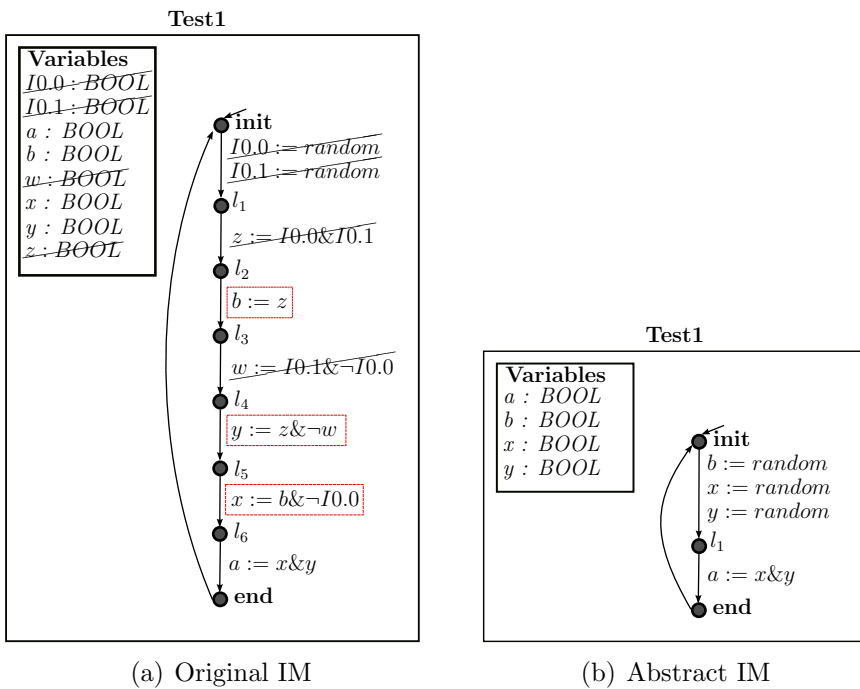 Test1
Variables
I0.0 : BOOL
I0.1 : BOOL
a : BOOL
b : BOOL
w : BOOL
x : BOOL
y : BOOL
z : BOOL
init
I0.0 := random
I0.1 := random
l₁
z := I0.0&I0.1
l₂
b := z
l₃
w := I0.1&¬I0.0
l₄
y := z&¬w
l₅
x := b&¬I0.0
l₆
a := x&y
end
(a) Original IM
Test1
Variables
a : BOOL
b : BOOL
x : BOOL
y : BOOL
init
b := random
x := random
y := random
l₁
a := x&y
end
(b) Abstract IM